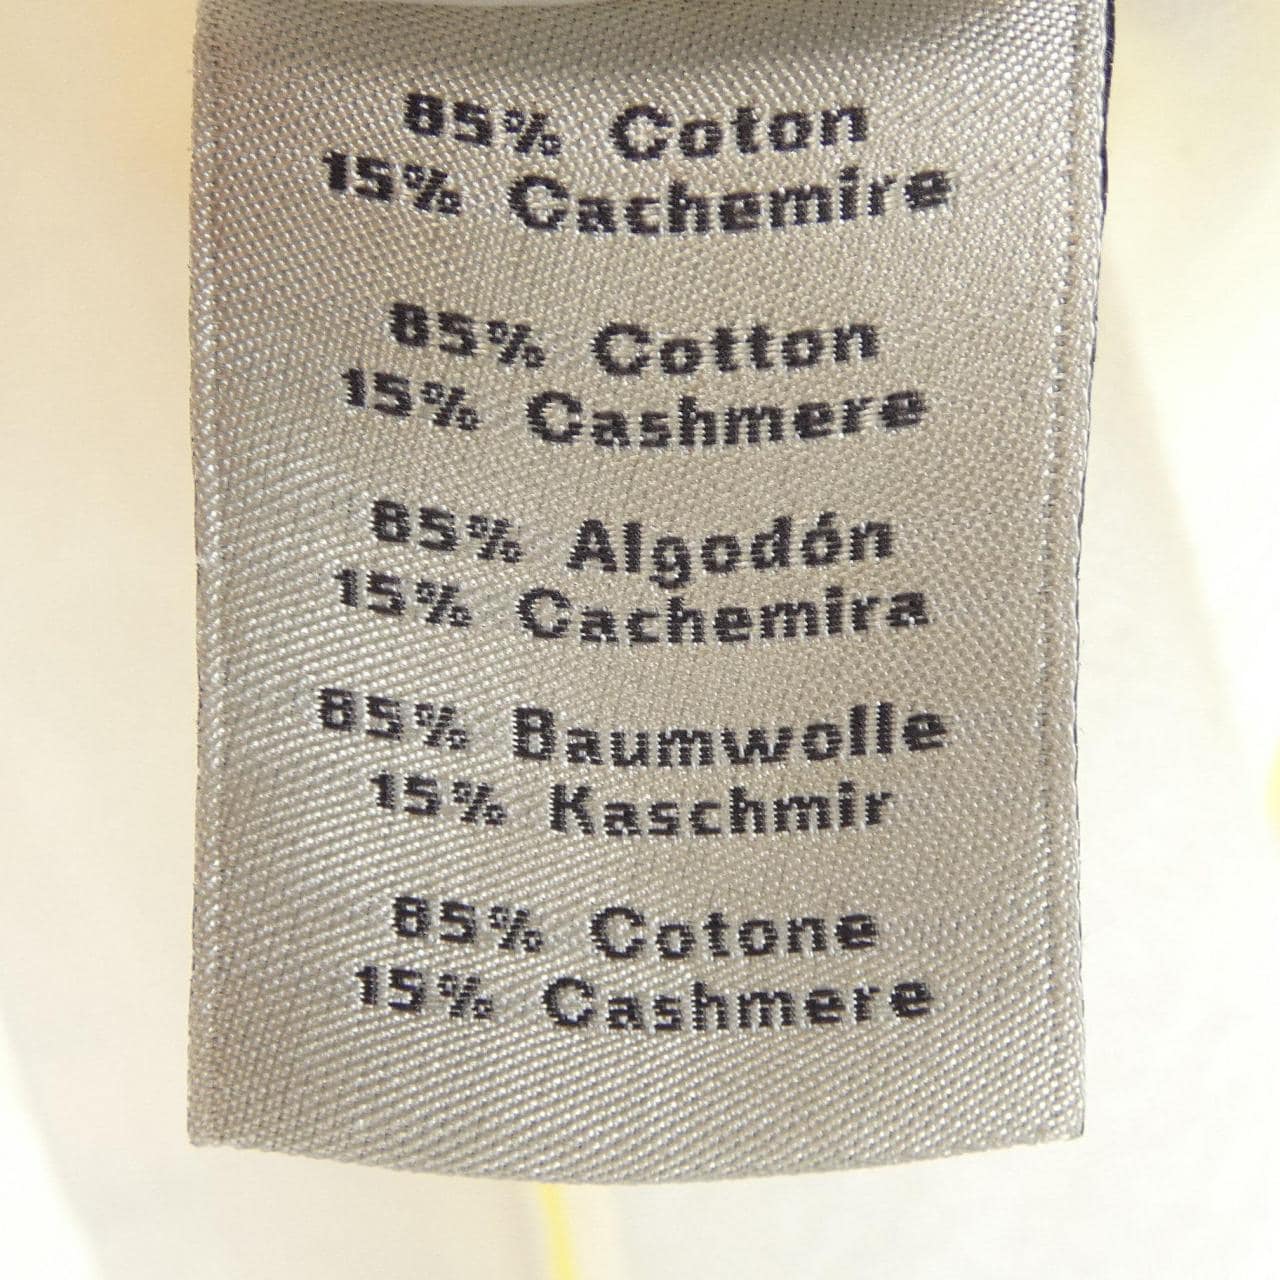 85% Coton
15% Cachemire
85% Cotton
15% Cashmere
85% Algodón
15% Cachemira
85% Baumwolle
15% Kaschmir
85% Cotone
15% Cashmere